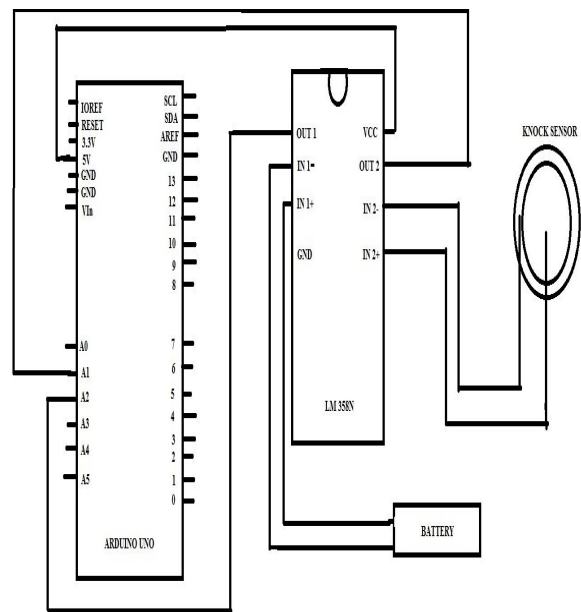 IOREF
RESET
3.3V
5V
GND
GND
VIn
A0
A1
A2
A3
A4
A5
SCL
SDA
AREF
GND
13
12
11
10
9
8
7
6
5
4
3
2
1
0
ARDUINO UNO
OUT 1
IN 1-
IN 1+
GND
VCC
OUT 2
IN 2-
IN 2+
LM 358N
KNOCK SENSOR
BATTERY